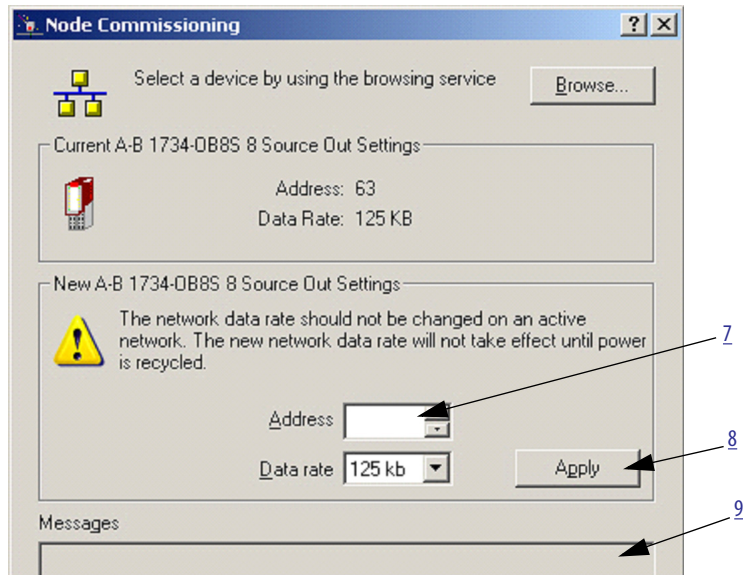 Node Commissioning
Select a device by using the browsing service
Browse...
Current A-B 1734-OB8S 8 Source Out Settings
Address: 63
Data Rate: 125 KB
New A-B 1734-OB8S 8 Source Out Settings
The network data rate should not be changed on an active
network. The new network data rate will not take effect until power
is recycled.
7
Address
8
Data rate 125 kb
Apply
9
Messages